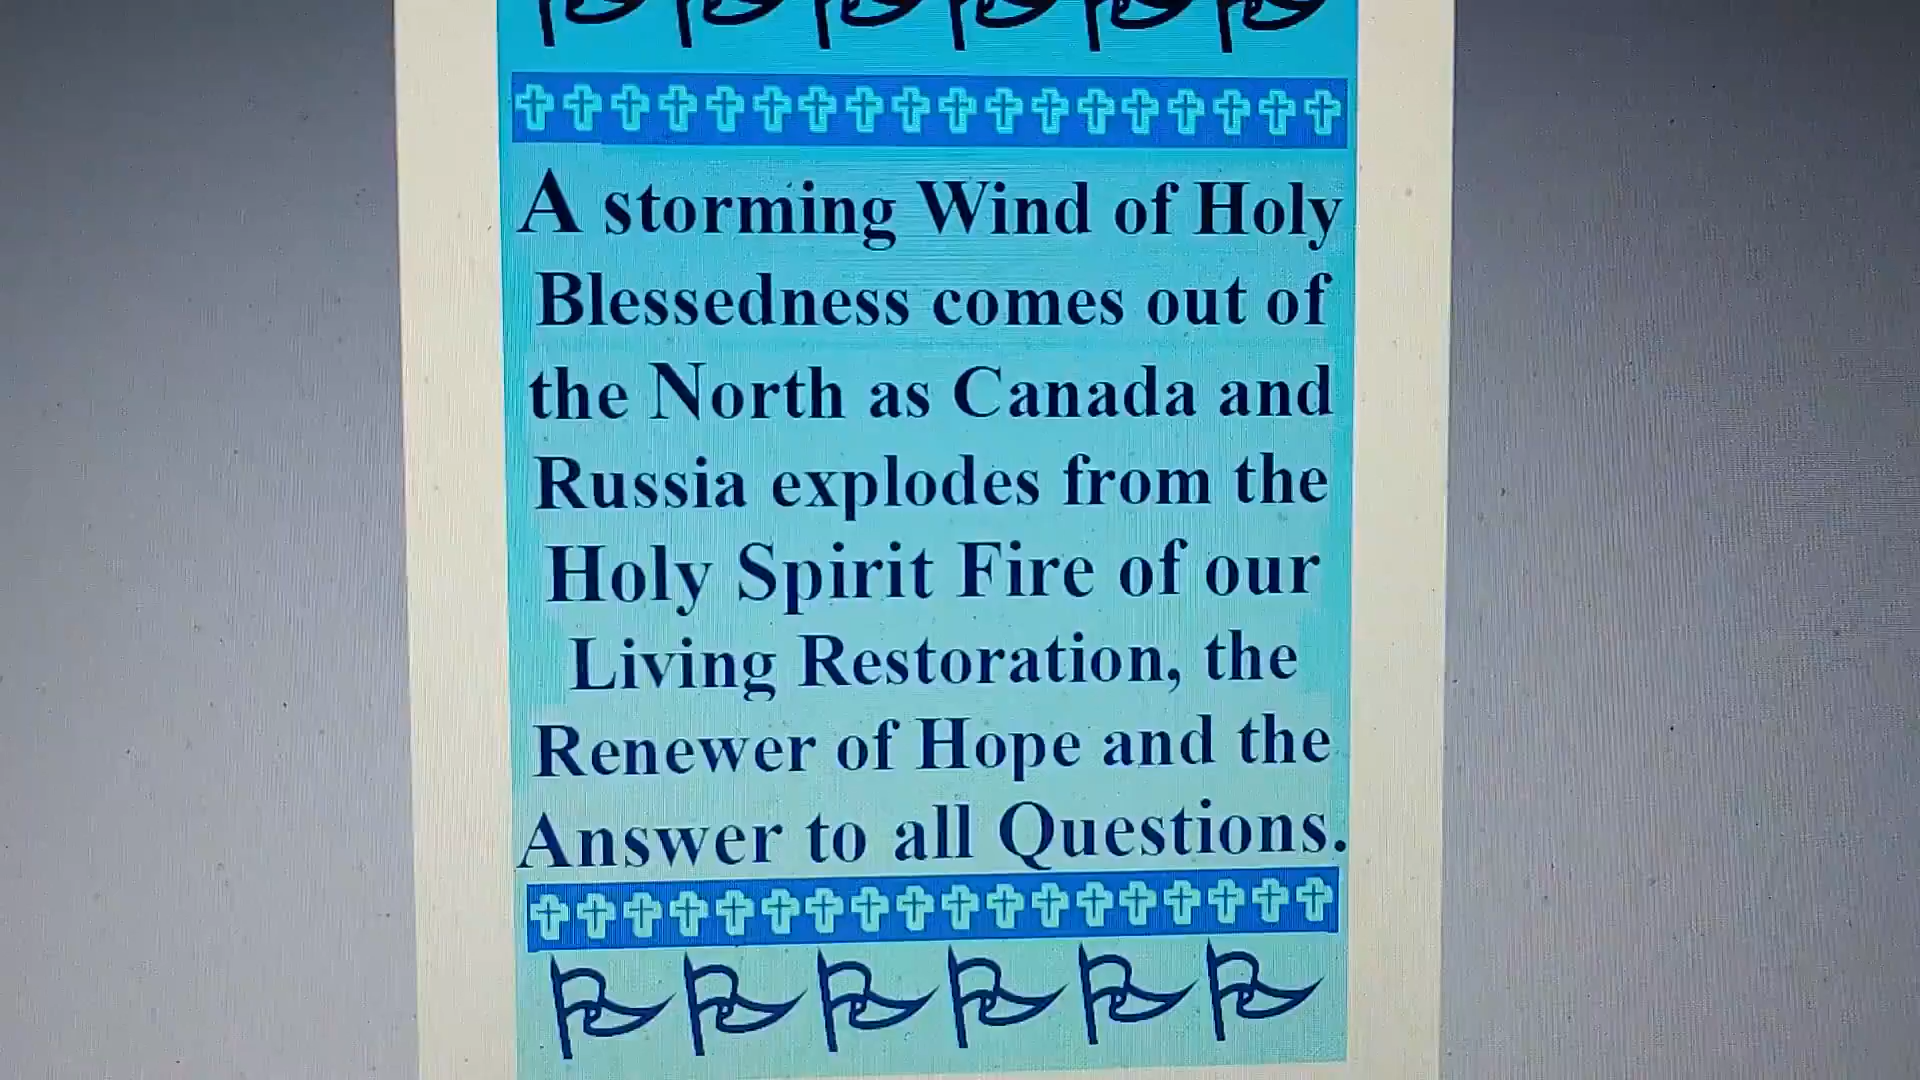 A storming Wind of Holy
Blessedness comes out of
the North as Canada and
Russia explodes from the
Holy Spirit Fire of our
Living Restoration, the
Renewer of Hope and the
Answer to all Questions.